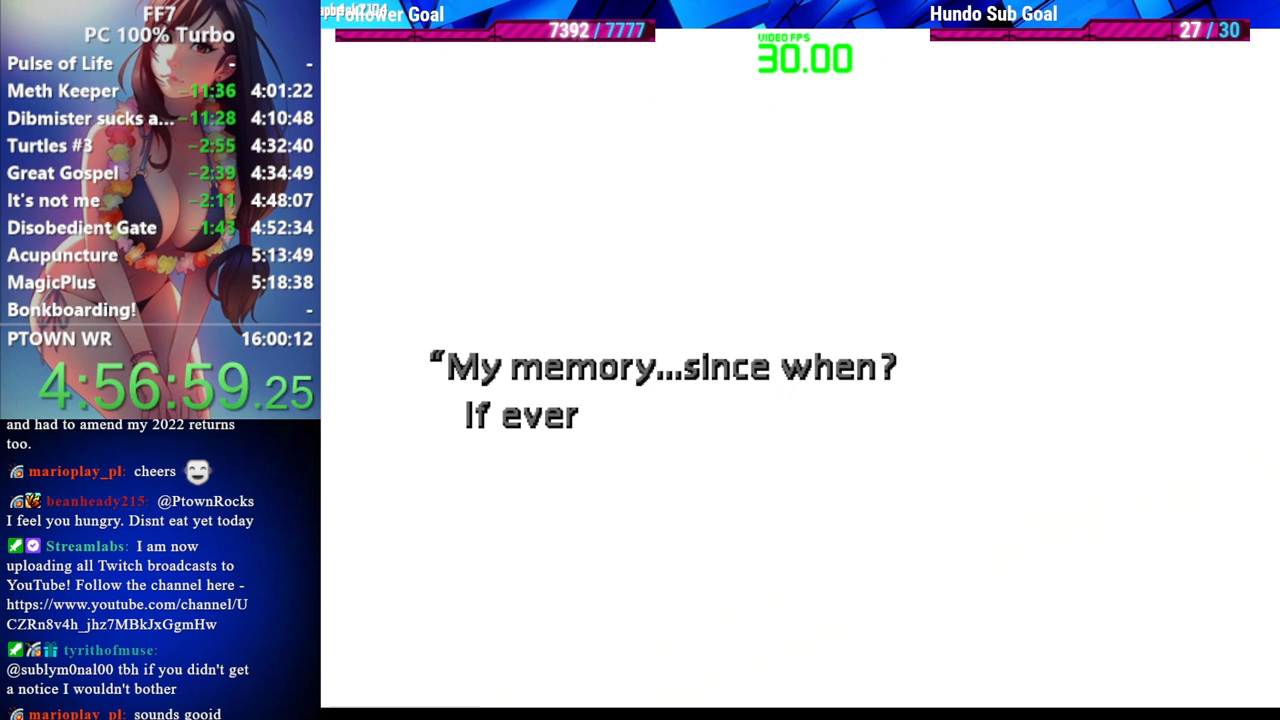 FF7
PC 100% Turbo
Pulse of Life - -
Meth Keeper -11:36 4:01:22
Dibmister sucks a... -11:28 4:10:48
Turtles #3 -2:55 4:32:40
Great Gospel -2:39 4:34:49
It's not me -2:11 4:48:07
Disobedient Gate -1:43 4:52:34
Acupuncture 5:13:49
MagicPlus 5:18:38
Bonkboarding! -
PTOWN WR 16:00:12
4:56:59.25
and had to amend my 2022 returns
too.
marioplay_pl: cheers
beanheady215: @PtownRocks
I feel you hungry. Disnt eat yet today
Streamlabs: I am now
uploading all Twitch broadcasts to
YouTube! Follow the channel here -
https://www.youtube.com/channel/U
CZRn8v4h_jhz7MBkJxGgmHw
tyrithofmuse:
@sublym0nal00 tbh if you didn't get
a notice I wouldn't bother
marioplay_pl: sounds gooid
Follower Goal
7392 / 7777
VIDEO FPS
30.00
Hundo Sub Goal
27 / 30
“My memory...since when?
If ever